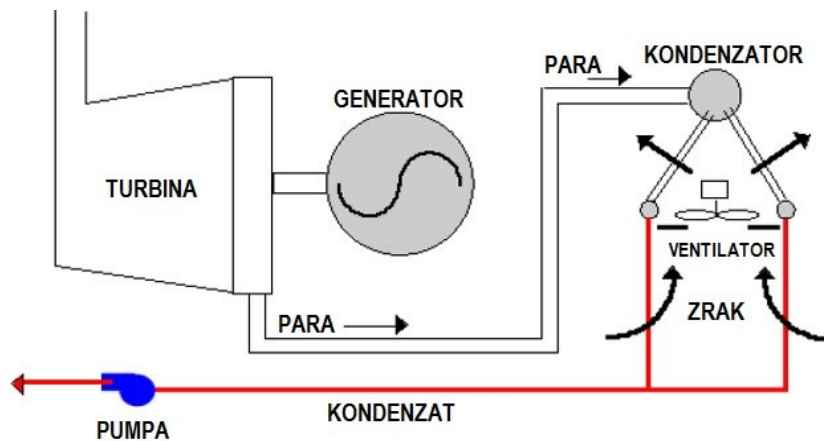 KONDENZATOR
PARA
GENERATOR
TURBINA
VENTILATOR
ZRAK
PARA
KONDENZAT
PUMPA